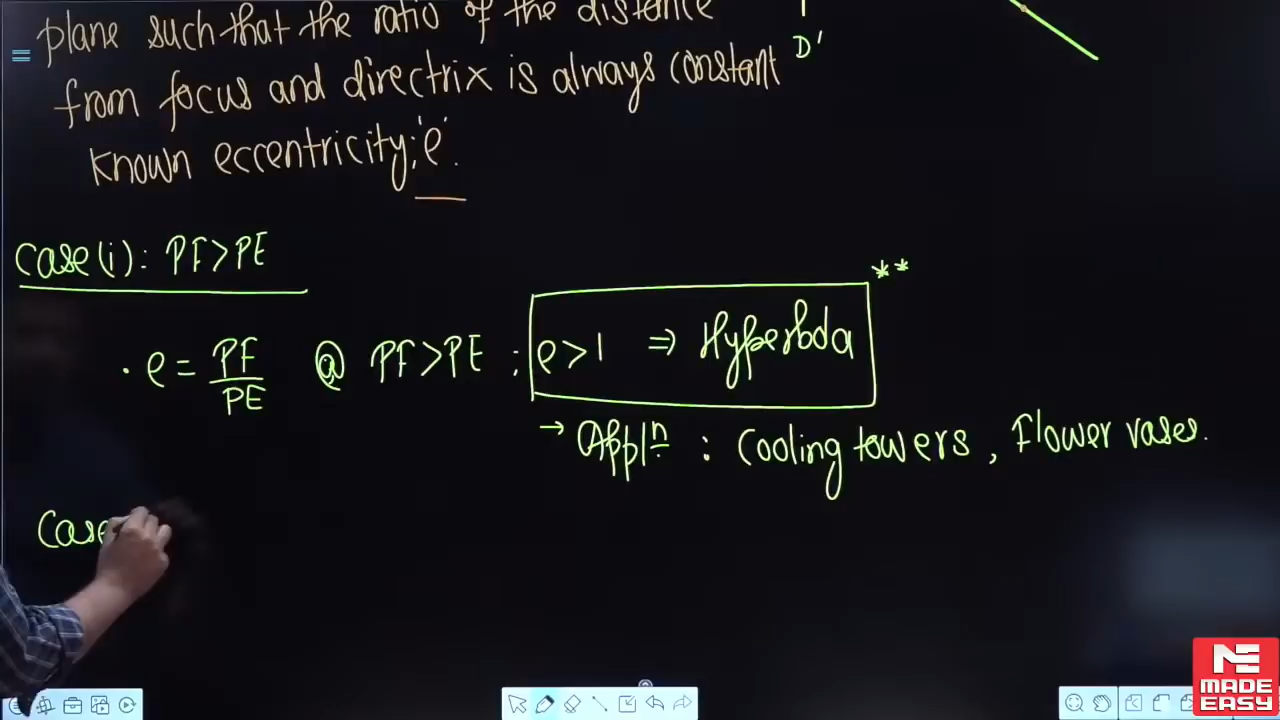 plane such that the ratio of the distance
from focus and directrix is always constant
D'
known eccentricity; 'e'.
Case(i): PF>PE
**
· e = PF/PE @ PF>PE ; e>1 ⇒ Hyperbola
→ Appln : Cooling towers, Flower vases.
Case
MADE
EASY